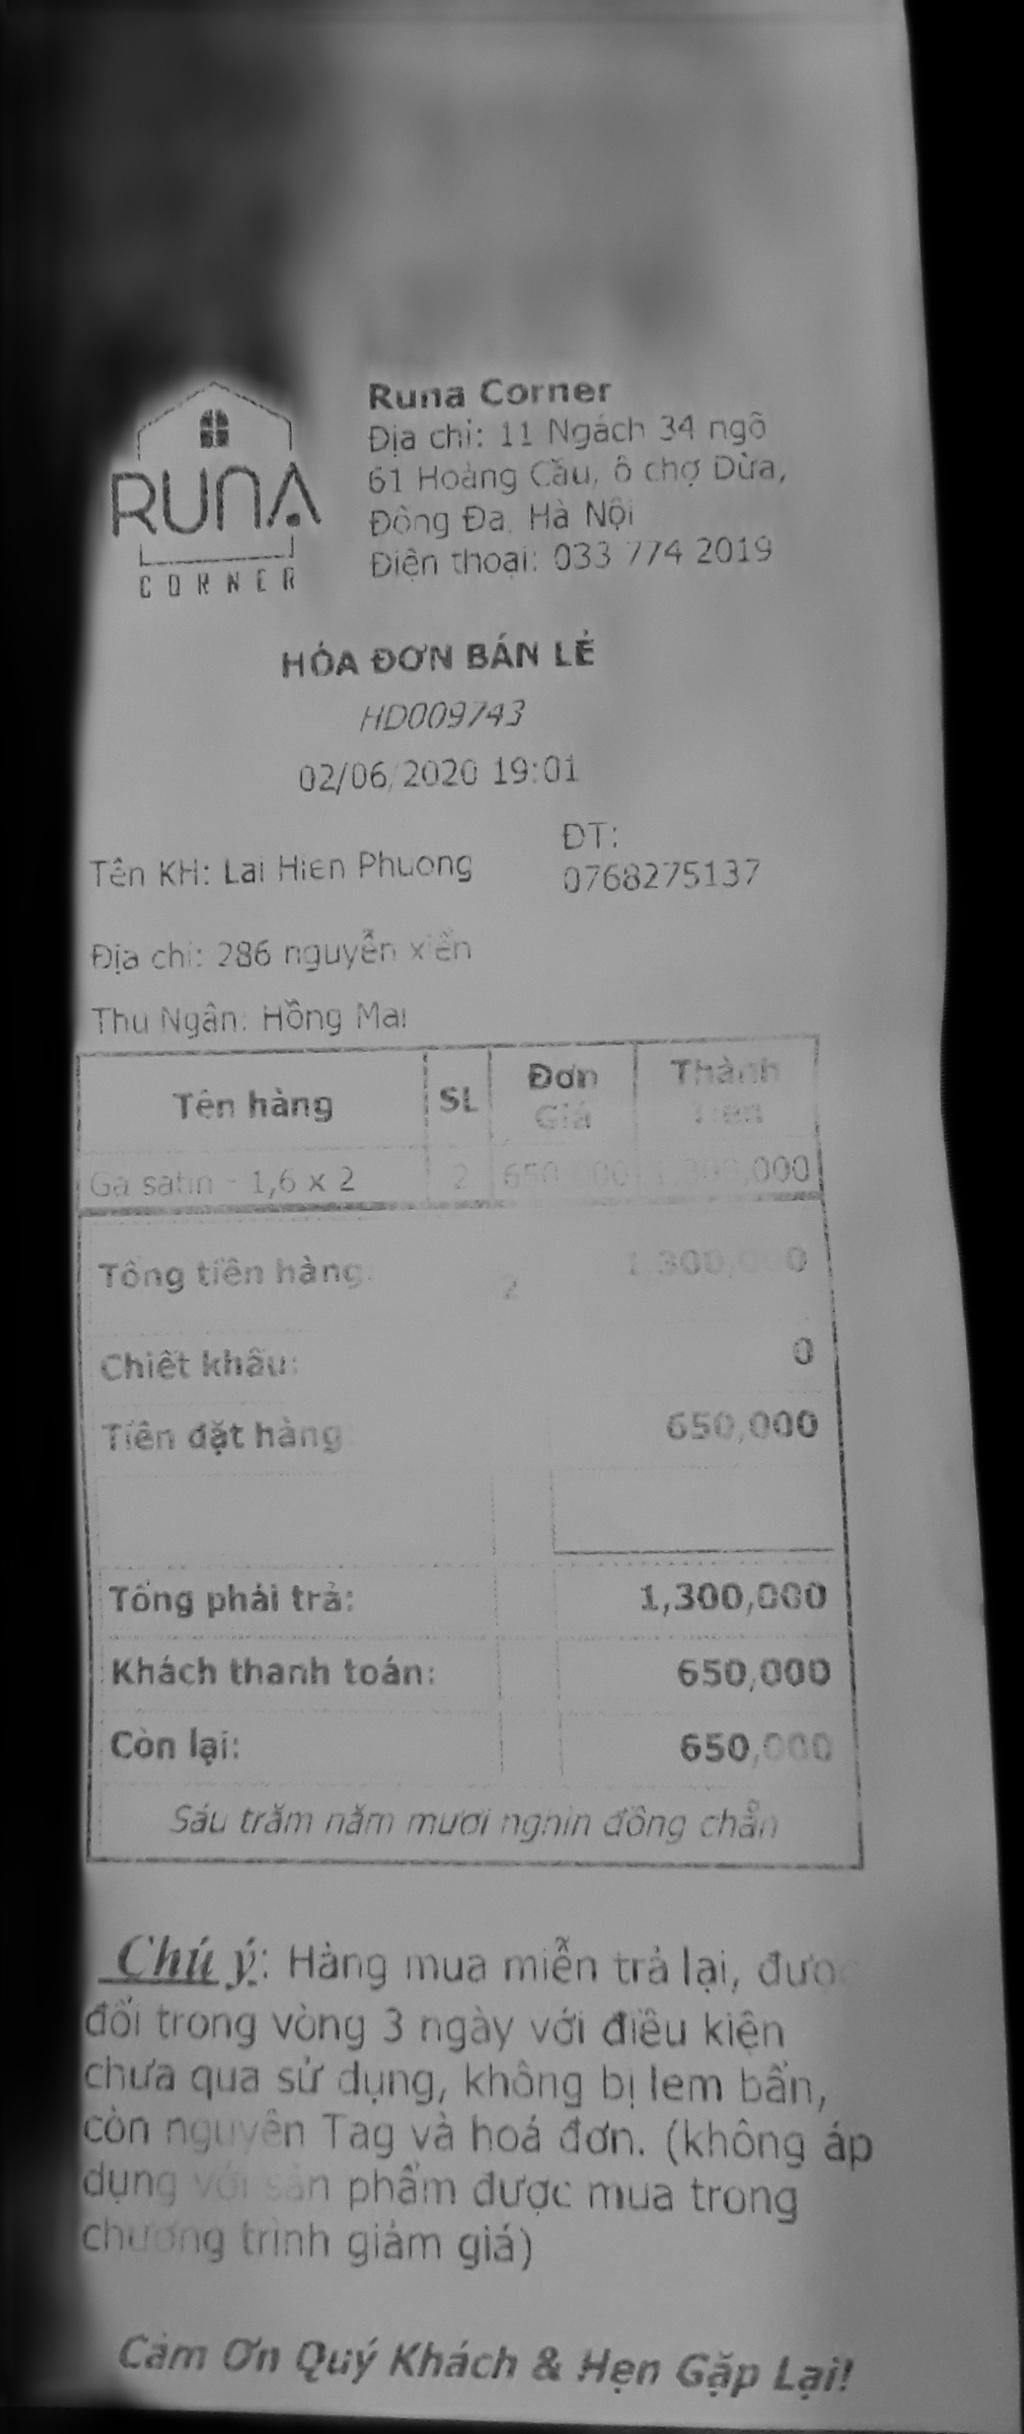 RUNA
CORNER
Runa Corner
Địa chỉ: 11 Ngách 34 ngõ
61 Hoàng Cầu, ô chợ Dừa,
Đống Đa, Hà Nội
Điện thoại: 033 774 2019
HÓA ĐƠN BÁN LẺ
HD009743
02/06/2020 19:01
Tên KH: Lai Hien Phuong
ĐT:
0768275137
Địa chỉ: 286 nguyễn xiển
Thu Ngân: Hồng Mai
Tên hàng SL Đơn Giá Thành Tiền
Ga satin - 1,6 x 2 2 650,000 1,300,000
Tổng tiền hàng: 2 1,300,000
Chiết khấu: 0
Tiền đặt hàng 650,000
Tổng phải trả: 1,300,000
Khách thanh toán: 650,000
Còn lại: 650,000
Sáu trăm năm mươi nghìn đồng chẵn
Chú ý: Hàng mua miễn trả lại, được
đổi trong vòng 3 ngày với điều kiện
chưa qua sử dụng, không bị lem bẩn,
còn nguyên Tag và hoá đơn. (không áp
dụng với sản phẩm được mua trong
chương trình giảm giá)
Cảm Ơn Quý Khách & Hẹn Gặp Lại!